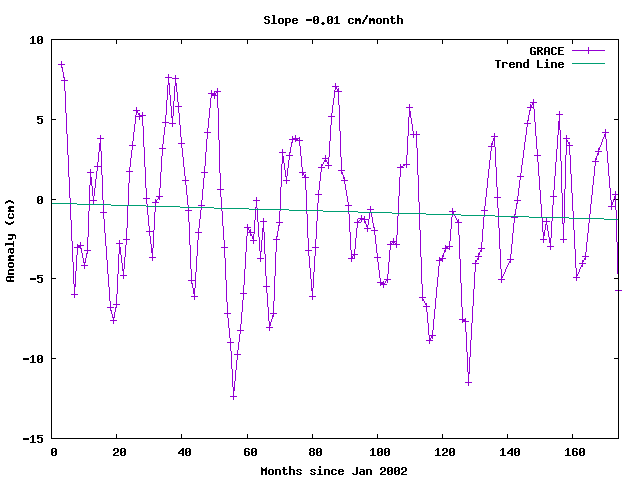 Slope -0.01 cm/month
GRACE
Trend Line
10
5
0
-5
-10
-15
Anomaly (cm)
0 20 40 60 80 100 120 140 160
Months since Jan 2002